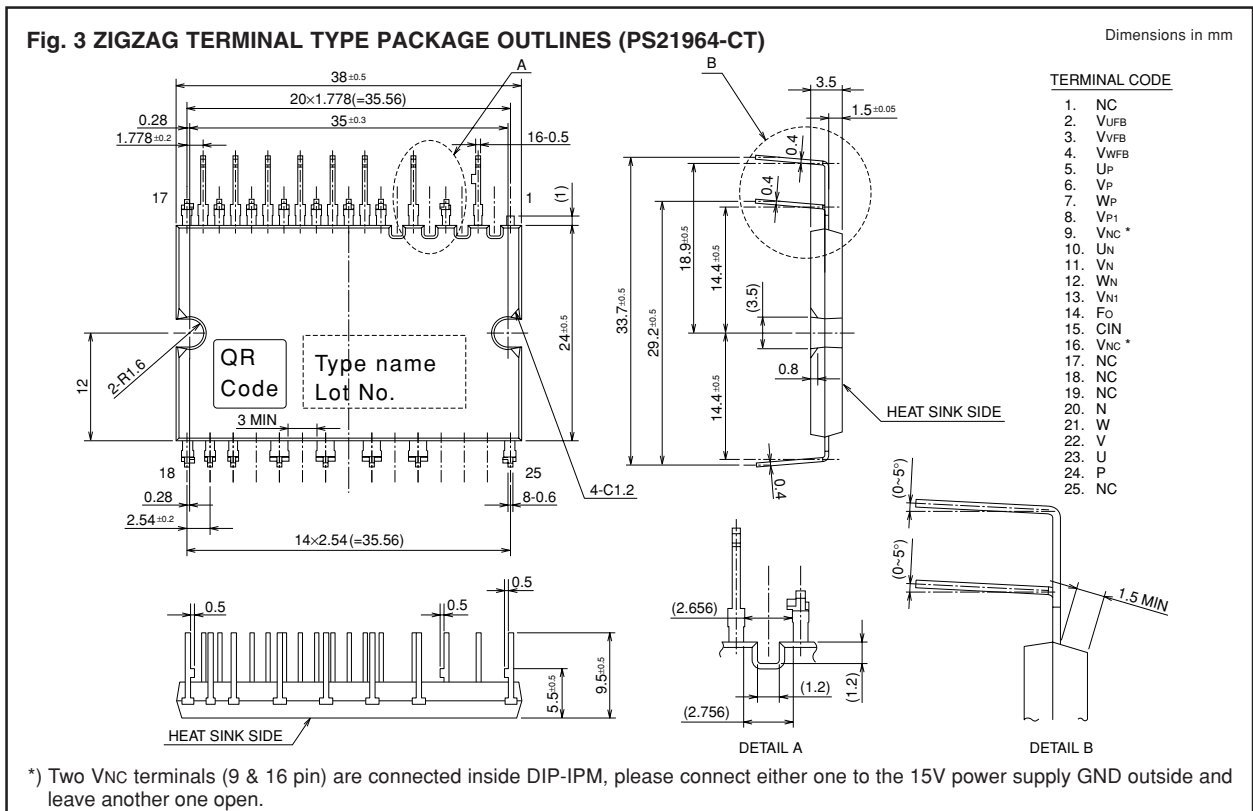 Fig. 3 ZIGZAG TERMINAL TYPE PACKAGE OUTLINES (PS21964-CT)
Dimensions in mm
A
38±0.5
20×1.778(=35.56)
0.28
35±0.3
1.778±0.2
16-0.5
17
1
(1)
QR
Code
Type name
Lot No.
3 MIN
2-R1.6
12
24±0.5
18
25
0.28
2.54±0.2
4-C1.2
8-0.6
14×2.54(=35.56)
B
3.5
1.5±0.05
0.4
0.4
33.7±0.5
29.2±0.5
18.9±0.5
14.4±0.5
(3.5)
0.8
14.4±0.5
0.4
HEAT SINK SIDE
TERMINAL CODE
1. NC
2. VUFB
3. VVFB
4. VWFB
5. UP
6. VP
7. WP
8. VP1
9. VNC *
10. UN
11. VN
12. WN
13. VN1
14. FO
15. CIN
16. VNC *
17. NC
18. NC
19. NC
20. N
21. W
22. V
23. U
24. P
25. NC
0.5
0.5
0.5
5.5±0.5
9.5±0.5
HEAT SINK SIDE
(2.656)
(1.2)
(1.2)
(2.756)
DETAIL A
(0~5°)
(0~5°)
1.5 MIN
DETAIL B
*) Two VNC terminals (9 & 16 pin) are connected inside DIP-IPM, please connect either one to the 15V power supply GND outside and
leave another one open.